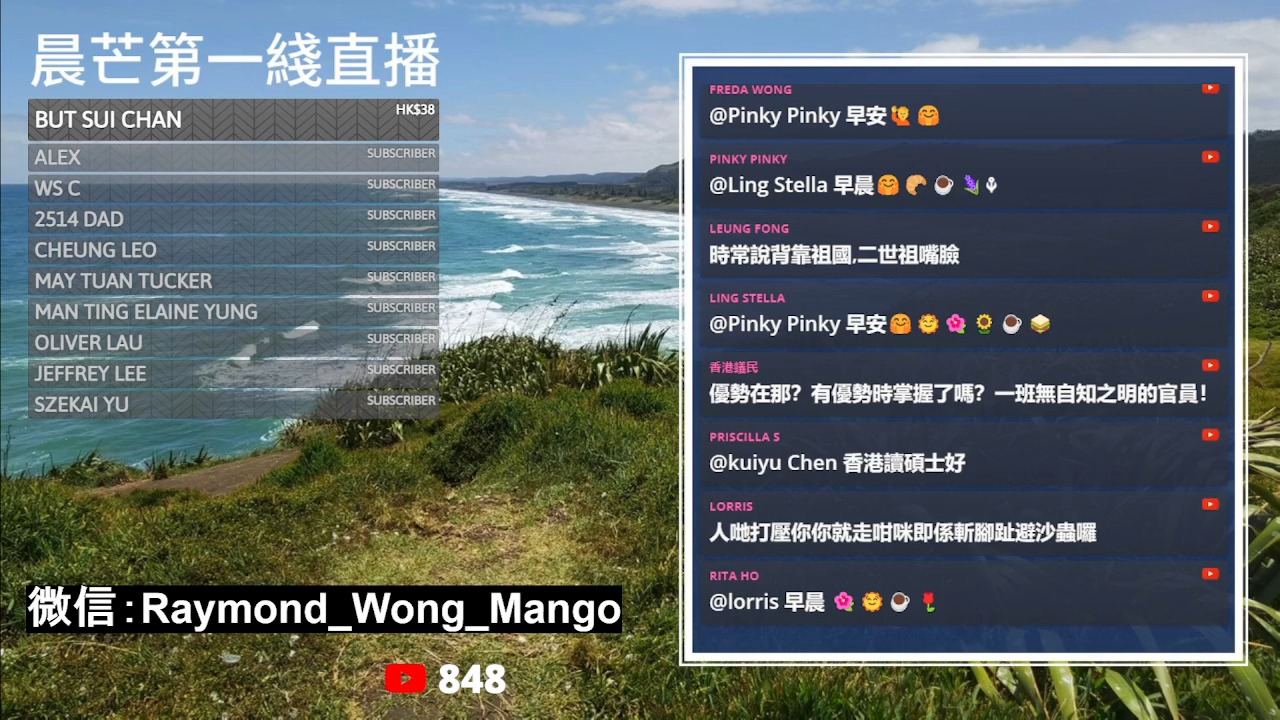 晨芒第一綫直播
BUT SUI CHAN HK$38
ALEX SUBSCRIBER
WS C SUBSCRIBER
2514 DAD SUBSCRIBER
CHEUNG LEO SUBSCRIBER
MAY TUAN TUCKER SUBSCRIBER
MAN TING ELAINE YUNG SUBSCRIBER
OLIVER LAU SUBSCRIBER
JEFFREY LEE SUBSCRIBER
SZEKAI YU SUBSCRIBER
微信:Raymond_Wong_Mango
848
FREDA WONG
@Pinky Pinky 早安🙋🤗
PINKY PINKY
@Ling Stella 早晨🤗🥐☕🪻🌷
LEUNG FONG
時常說背靠祖國,二世祖嘴臉
LING STELLA
@Pinky Pinky 早安🤗🌞🌺🌻☕🥪
香港鏟民
優勢在那？有優勢時掌握了嗎？一班無自知之明的官員！
PRISCILLA S
@kuiyu Chen 香港讀碩士好
LORRIS
人哋打壓你你就走咁咪即係斬腳趾避沙蟲囉
RITA HO
@lorris 早晨 🌺🌞☕🌹